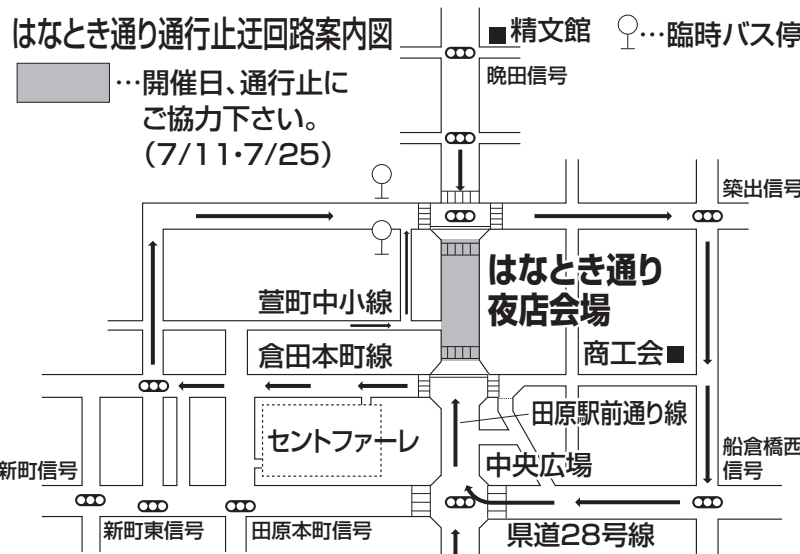 はなとき通り通行止迂回路案内図
■精文館
…臨時バス停
晩田信号
…開催日、通行止に
ご協力下さい。
(7/11・7/25)
築出信号
はなとき通り
夜店会場
萱町中小線
倉田本町線
商工会■
田原駅前通り線
セントファーレ
中央広場
船倉橋西
信号
新町信号
新町東信号
田原本町信号
県道28号線